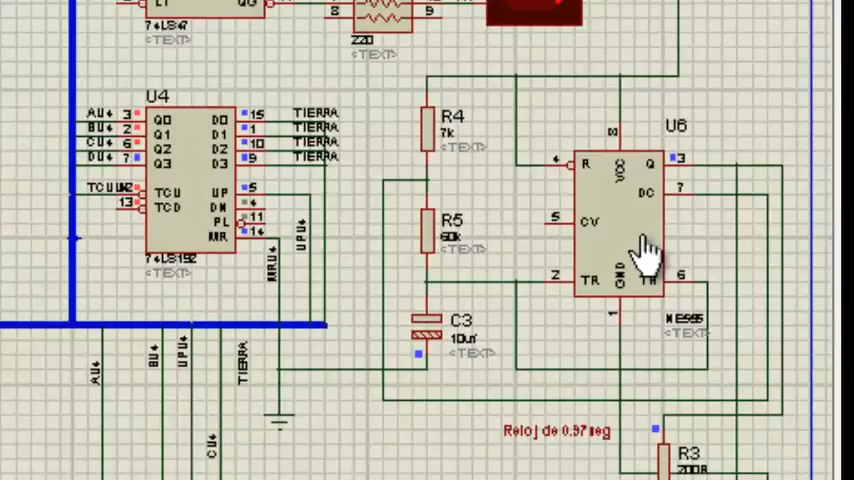 LT
74LS47
<TEXT>
8
9
220
<TEXT>
U4
AU4 3 Q0 D0 15 TIERRA
BU4 2 Q1 D1 1 TIERRA
CU4 6 Q2 D2 10 TIERRA
DU4 7 Q3 D3 9 TIERRA
TCU UP 5
13 TCD DN 4
PL 11
MR 14
74LS192
<TEXT>
MRU4
UPU4
AU4
BU4
UPU4
CU4
TIERRA
R4
7k
<TEXT>
R5
60k
<TEXT>
C3
10uf
<TEXT>
U6
8
4 R VCC Q 3
DC 7
5 CV
2 TR GND TH 6
1
NE555
<TEXT>
Reloj de 0.97seg
R3
200R